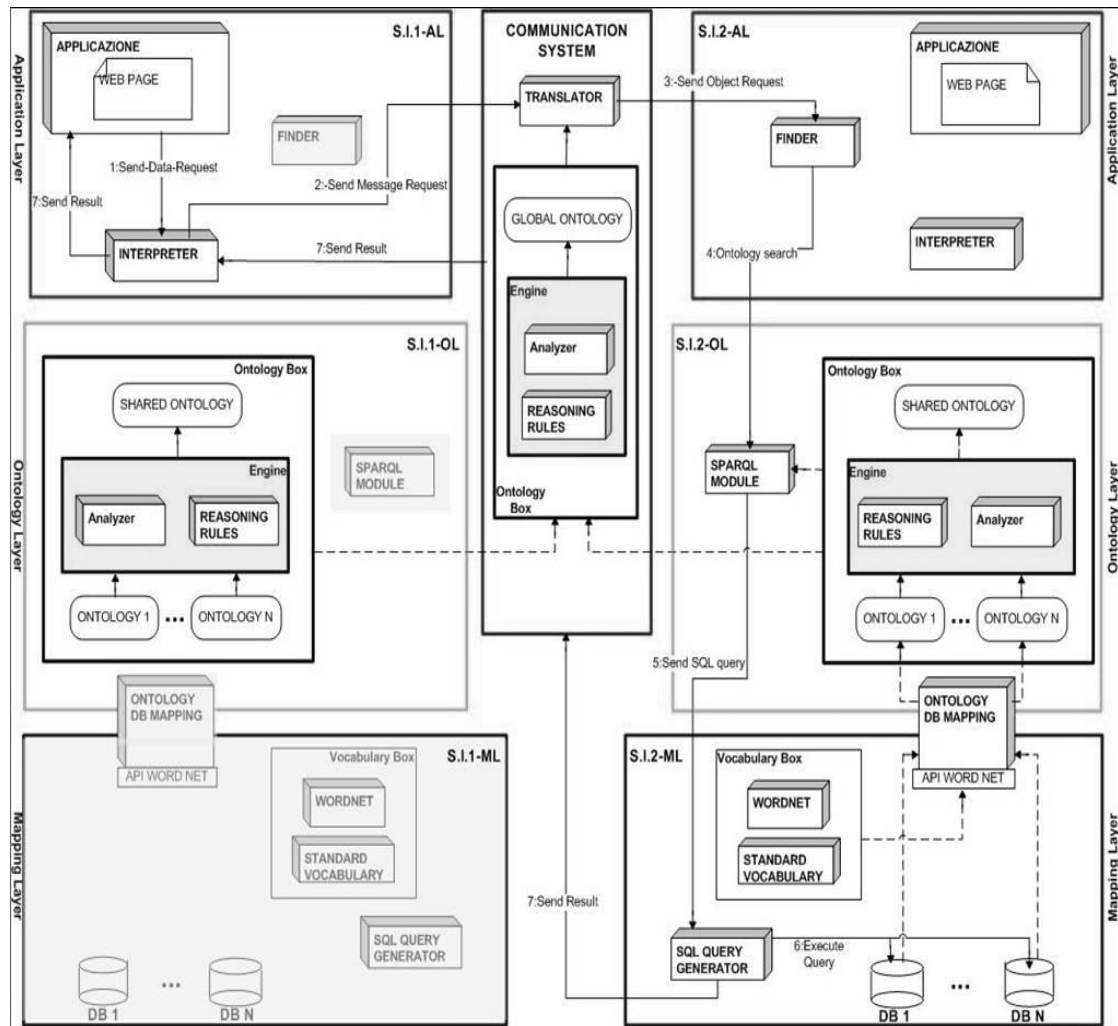 Application Layer
S.I.1-AL
APPLICAZIONE
WEB PAGE
FINDER
1:Send-Data-Request
2:-Send Message Request
7:Send Result
INTERPRETER
7:Send Result
COMMUNICATION
SYSTEM
TRANSLATOR
GLOBAL ONTOLOGY
Engine
Analyzer
REASONING
RULES
Ontology
Box
S.I.2-AL
APPLICAZIONE
WEB PAGE
3:-Send Object Request
FINDER
INTERPRETER
4:Ontology search
Application Layer
Ontology Layer
S.I.1-OL
Ontology Box
SHARED ONTOLOGY
Engine
Analyzer
REASONING
RULES
ONTOLOGY 1
...
ONTOLOGY N
SPARQL
MODULE
S.I.2-OL
Ontology Box
SHARED ONTOLOGY
SPARQL
MODULE
Engine
REASONING
RULES
Analyzer
ONTOLOGY 1
...
ONTOLOGY N
5:Send SQL query
Ontology Layer
Mapping Layer
ONTOLOGY
DB MAPPING
API WORD NET
S.I.1-ML
Vocabulary Box
WORDNET
STANDARD
VOCABULARY
SQL QUERY
GENERATOR
DB 1
...
DB N
7:Send Result
S.I.2-ML
Vocabulary Box
WORDNET
STANDARD
VOCABULARY
ONTOLOGY
DB MAPPING
API WORD NET
SQL QUERY
GENERATOR
6:Execute
Query
DB 1
...
DB N
Mapping Layer